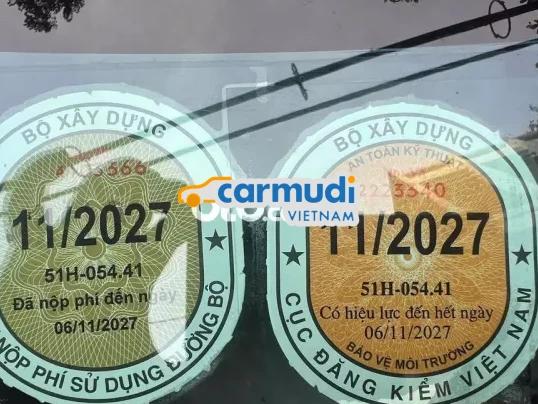 BỘ XÂY DỰNG
566
11/2027
51H-054.41
Đã nộp phí đến ngày
06/11/2027
NỘP PHÍ SỬ DỤNG ĐƯỜNG BỘ
carmudi
VIETNAM
BỘ XÂY DỰNG
AN TOÀN KỸ THUẬT
2223340
11/2027
51H-054.41
Có hiệu lực đến hết ngày
06/11/2027
BẢO VỆ MÔI TRƯỜNG
CỤC ĐĂNG KIỂM VIỆT NAM